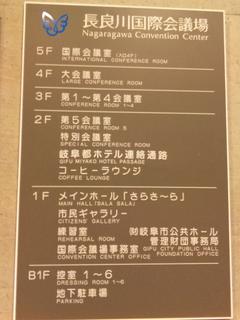 長良川国際会議場
Nagaragawa Convention Center
5F 国際会議室 (入口4F)
INTERNATIONAL CONFERENCE ROOM
4F 大会議室
LARGE CONFERENCE ROOM
3F 第1〜第4会議室
CONFERENCE ROOM 1~4
2F 第5会議室
CONFERENCE ROOM 5
特別会議室
SPECIAL CONFERENCE ROOM
岐阜都ホテル連絡通路
GIFU MIYAKO HOTEL PASSAGE
コーヒーラウンジ
COFFEE LOUNGE
1F メインホール「さらさ〜ら」
MAIN HALL「SALA SALA」
市民ギャラリー
CITIZENS' GALLERY
練習室
REHEARSAL ROOM
国際会議場事務室
CONVENTION CENTER OFFICE
㈶岐阜市公共ホール
管理財団事務局
GIFU CITY PUBLIC HALL
FOUNDATION OFFICE
B1F 控室1〜6
DRESSING ROOM 1~6
地下駐車場
PARKING